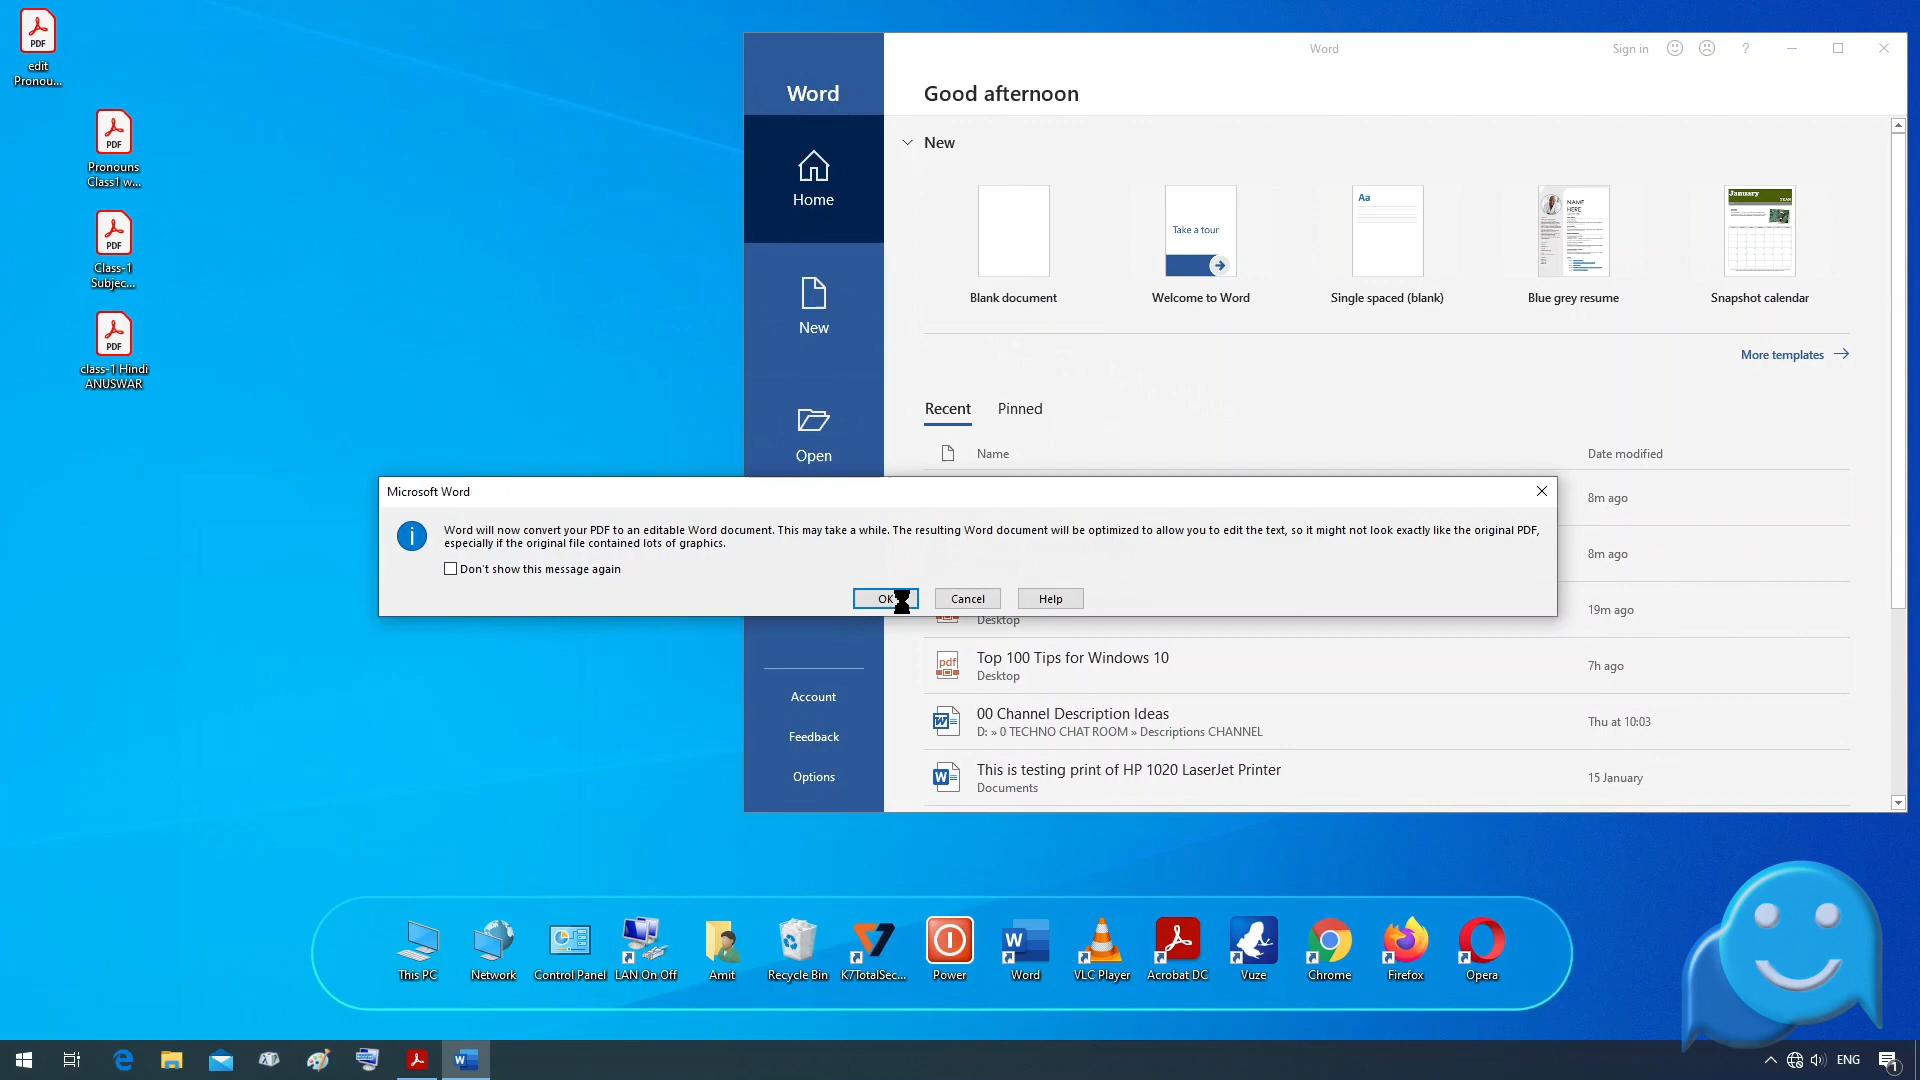 PDF
edit
Pronou...
PDF
Pronouns
Class1 w...
PDF
Class-1
Subjec...
PDF
class-1 Hindi
ANUSWAR
Word
Sign in
?
Word
Good afternoon
Home
New
Open
Account
Feedback
Options
New
Take a tour
Aa
NAME
HERE
January
YEAR
Blank document
Welcome to Word
Single spaced (blank)
Blue grey resume
Snapshot calendar
More templates
Recent
Pinned
Name
Date modified
8m ago
8m ago
19m ago
Microsoft Word
Word will now convert your PDF to an editable Word document. This may take a while. The resulting Word document will be optimized to allow you to edit the text, so it might not look exactly like the original PDF,
especially if the original file contained lots of graphics.
Don't show this message again
OK
Cancel
Help
Desktop
pdf
Top 100 Tips for Windows 10
Desktop
7h ago
00 Channel Description Ideas
D: » 0 TECHNO CHAT ROOM » Descriptions CHANNEL
Thu at 10:03
This is testing print of HP 1020 LaserJet Printer
Documents
15 January
This PC
Network
Control Panel
LAN On Off
Amit
Recycle Bin
K7TotalSec...
Power
Word
VLC Player
Acrobat DC
Vuze
Chrome
Firefox
Opera
ENG
1